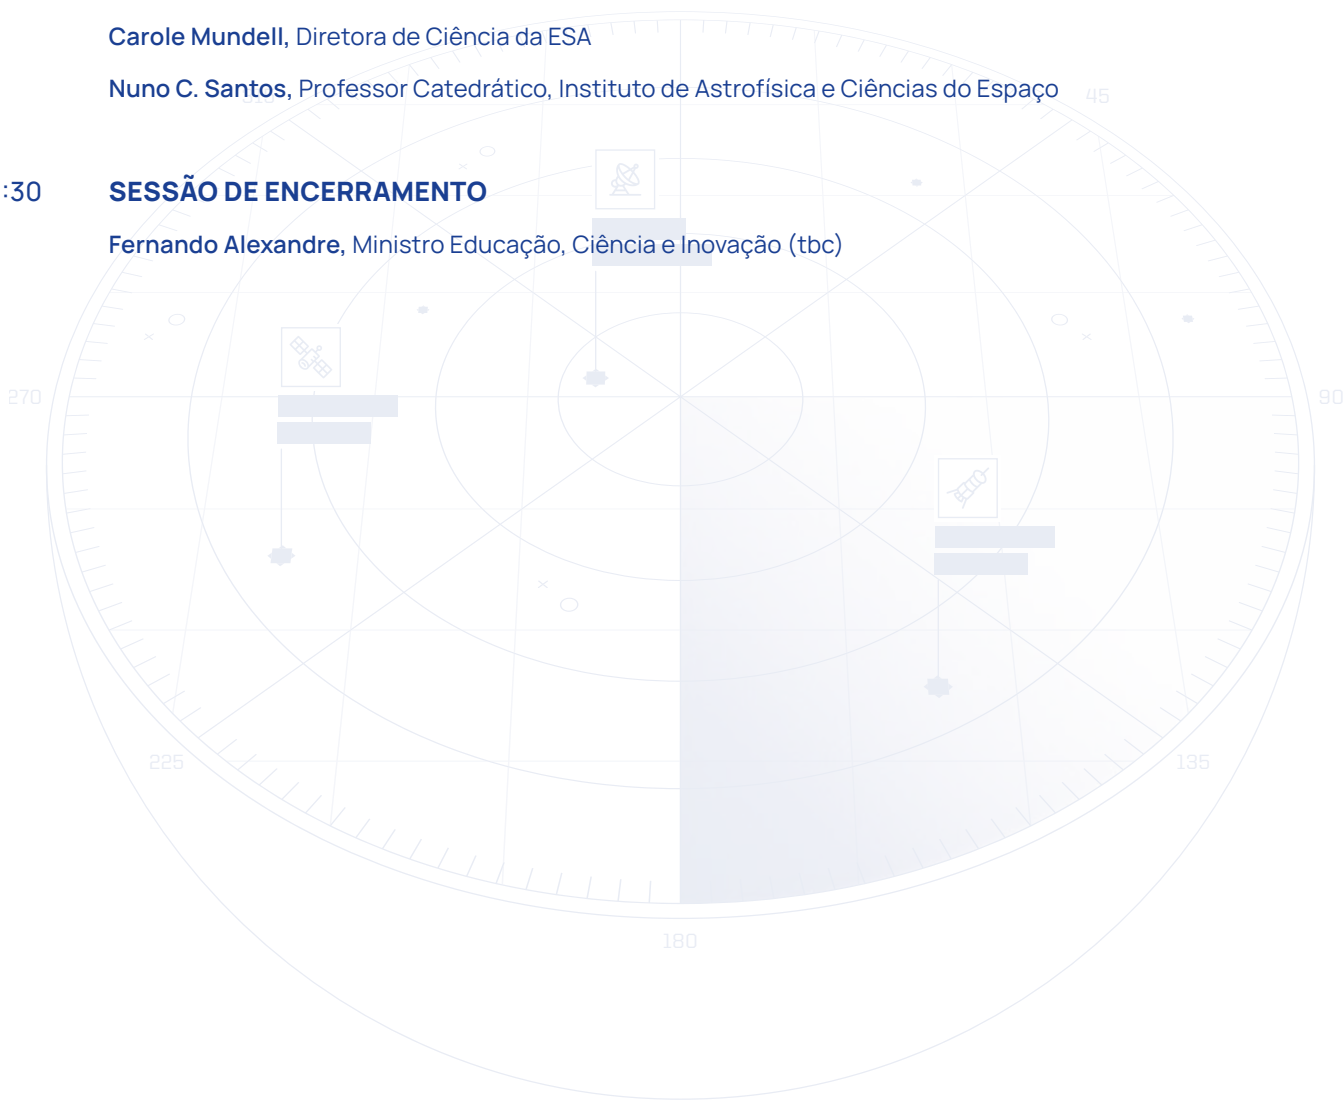 Carole Mundell, Diretora de Ciência da ESA
Nuno C. Santos, Professor Catedrático, Instituto de Astrofísica e Ciências do Espaço
45
:30 SESSÃO DE ENCERRAMENTO
Fernando Alexandre, Ministro Educação, Ciência e Inovação (tbc)
270
90
225
135
180